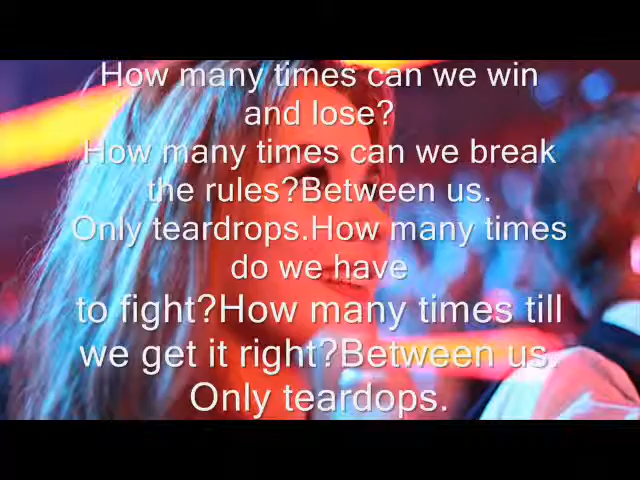 How many times can we win
and lose?
How many times can we break
the rules?Between us.
Only teardrops.How many times
do we have
to fight?How many times till
we get it right?Between us.
Only teardops.